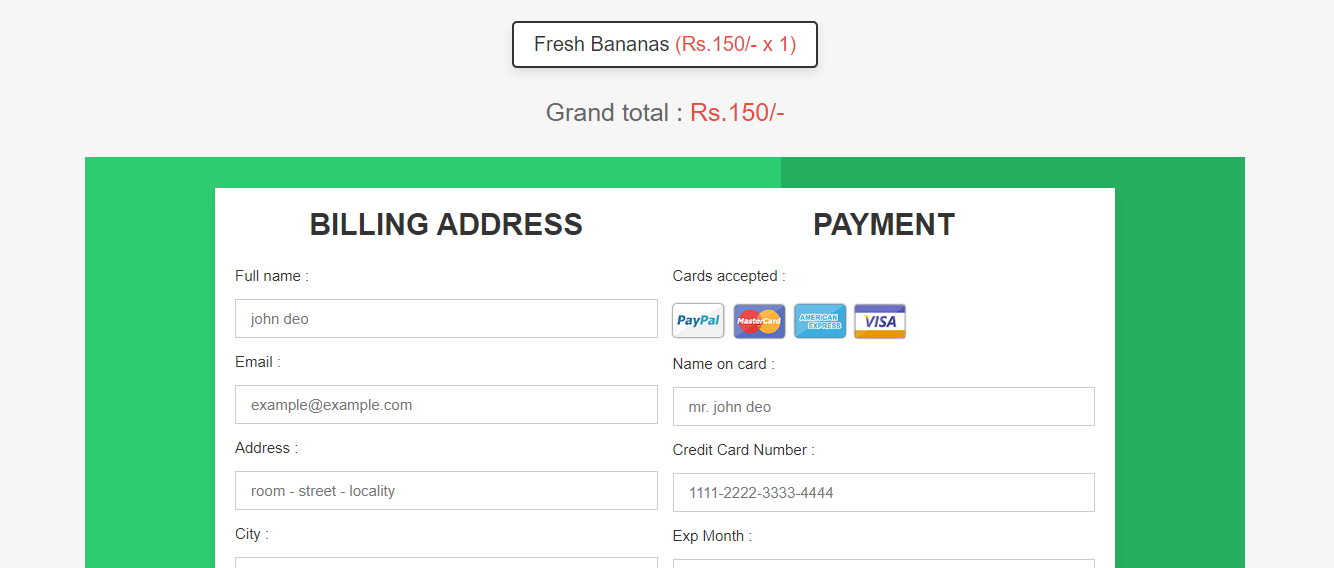 Fresh Bananas (Rs.150/- x 1)
Grand total : Rs.150/-
BILLING ADDRESS
Full name :
john deo
Email :
example@example.com
Address :
room - street - locality
City :
PAYMENT
Cards accepted :
PayPal MasterCard AMERICAN EXPRESS VISA
Name on card :
mr. john deo
Credit Card Number :
1111-2222-3333-4444
Exp Month :